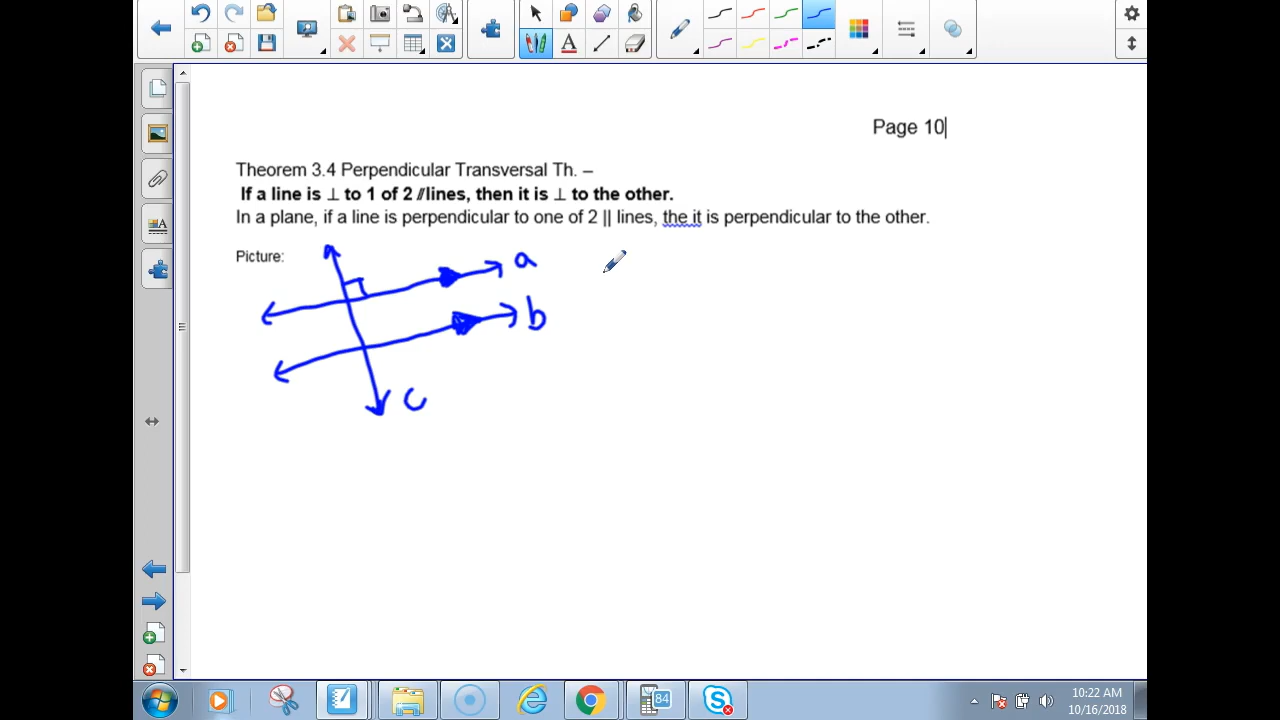 Page 10
Theorem 3.4 Perpendicular Transversal Th. –
If a line is ⊥ to 1 of 2 //lines, then it is ⊥ to the other.
In a plane, if a line is perpendicular to one of 2 || lines, the it is perpendicular to the other.
Picture:
a
b
c
84
10:22 AM
10/16/2018